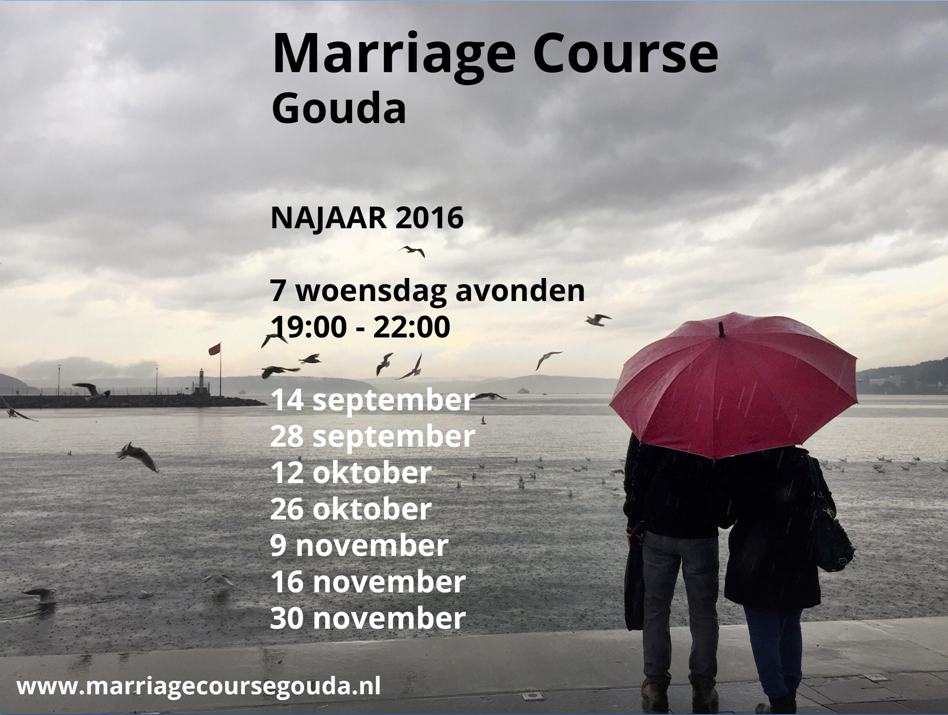 Marriage Course
Gouda
NAJAAR 2016
7 woensdag avonden
19:00 - 22:00
14 september
28 september
12 oktober
26 oktober
9 november
16 november
30 november
www.marriagecoursegouda.nl